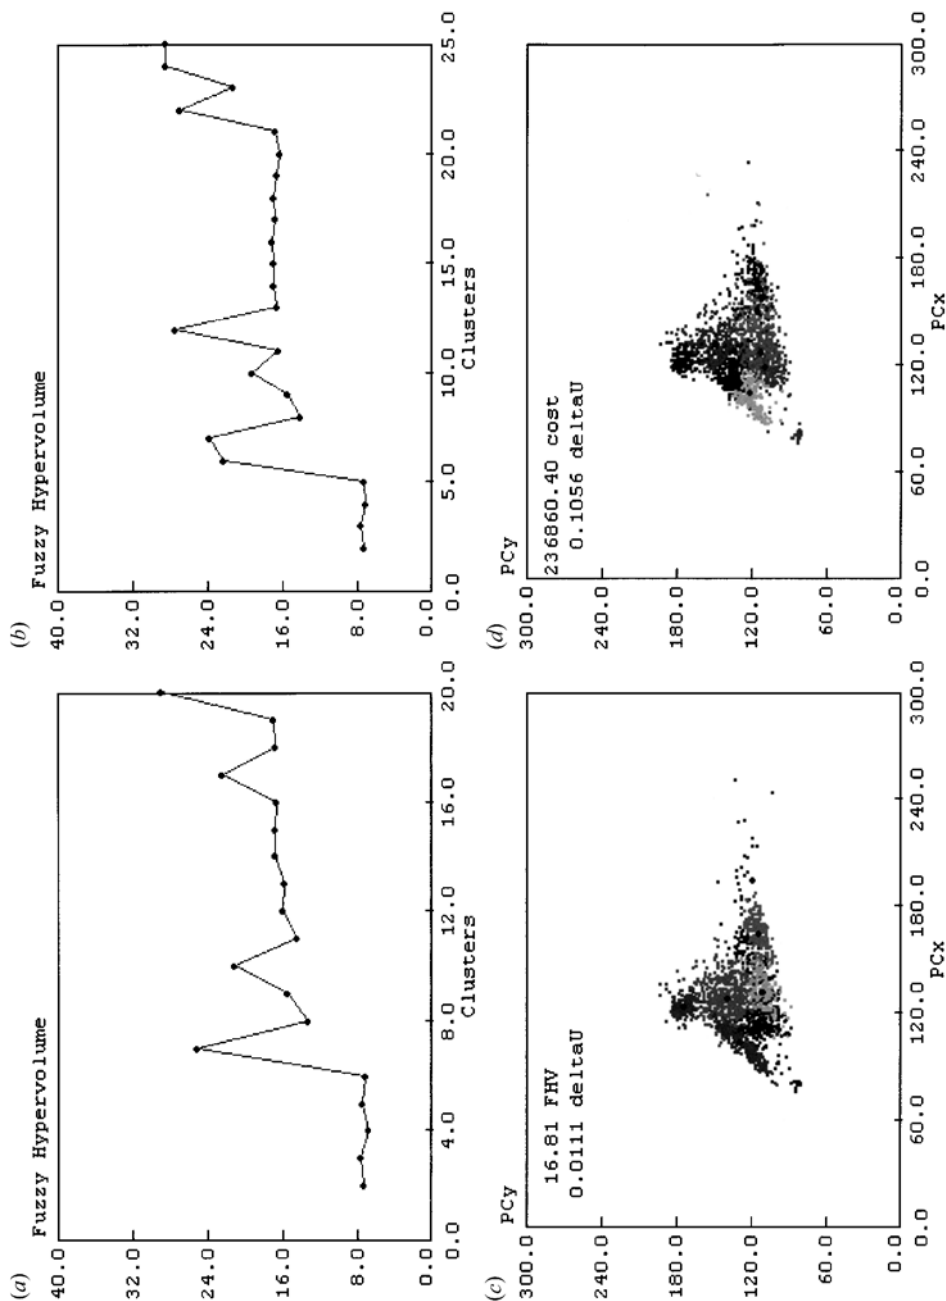 (a)
Fuzzy Hypervolume
40.0
32.0
24.0
16.0
8.0
0.0
0.0 4.0 8.0 12.0 16.0 20.0
Clusters
(b)
Fuzzy Hypervolume
40.0
32.0
24.0
16.0
8.0
0.0
0.0 5.0 10.0 15.0 20.0 25.0
Clusters
(c)
PCy
300.0
240.0
180.0
120.0
60.0
0.0
16.81 FHV
0.0111 deltaU
0.0 60.0 120.0 180.0 240.0 300.0
PCx
(d)
PCy
300.0
240.0
180.0
120.0
60.0
0.0
236860.40 cost
0.1056 deltaU
0.0 60.0 120.0 180.0 240.0 300.0
PCx